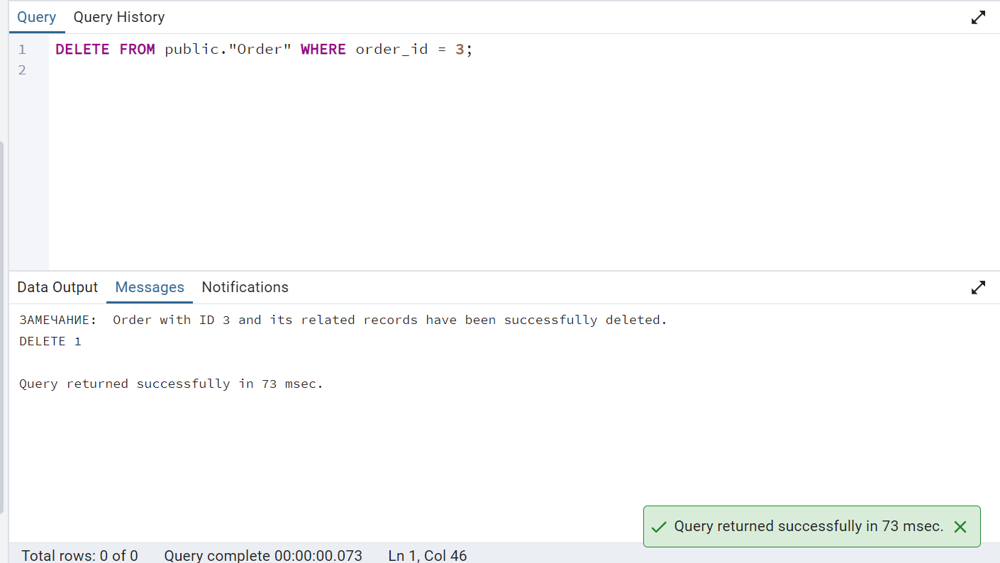 Query Query History
1 DELETE FROM public."Order" WHERE order_id = 3;
2
Data Output Messages Notifications
ЗАМЕЧАНИЕ:  Order with ID 3 and its related records have been successfully deleted.
DELETE 1
Query returned successfully in 73 msec.
Query returned successfully in 73 msec.
Total rows: 0 of 0 Query complete 00:00:00.073 Ln 1, Col 46